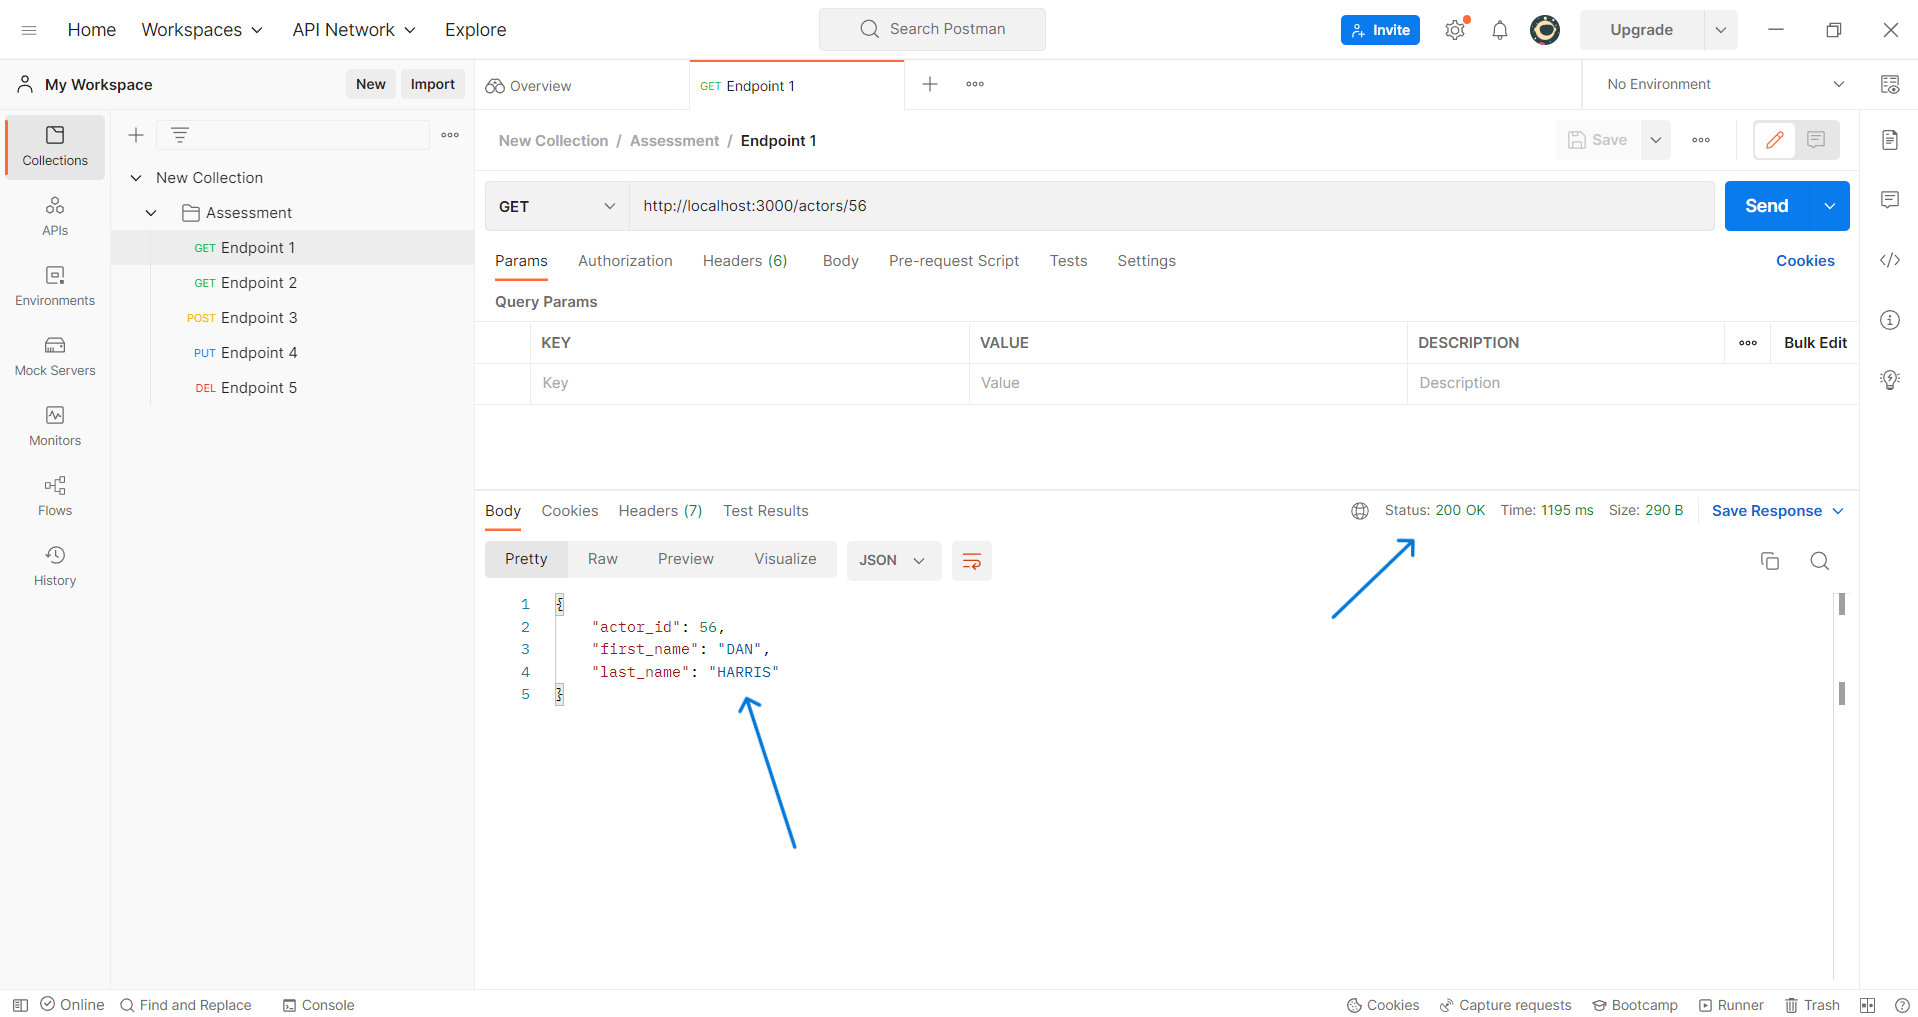 Home Workspaces API Network Explore Search Postman Invite Upgrade
My Workspace New Import Overview GET Endpoint 1 No Environment
Collections
APIs
Environments
Mock Servers
Monitors
Flows
History
New Collection
Assessment
GET Endpoint 1
GET Endpoint 2
POST Endpoint 3
PUT Endpoint 4
DEL Endpoint 5
New Collection / Assessment / Endpoint 1 Save
GET http://localhost:3000/actors/56 Send
Params Authorization Headers (6) Body Pre-request Script Tests Settings Cookies
Query Params
KEY VALUE DESCRIPTION Bulk Edit
Key Value Description
Body Cookies Headers (7) Test Results Status: 200 OK Time: 1195 ms Size: 290 B Save Response
Pretty Raw Preview Visualize JSON
1 {
2 "actor_id": 56,
3 "first_name": "DAN",
4 "last_name": "HARRIS"
5 }
Online Find and Replace Console Cookies Capture requests Bootcamp Runner Trash